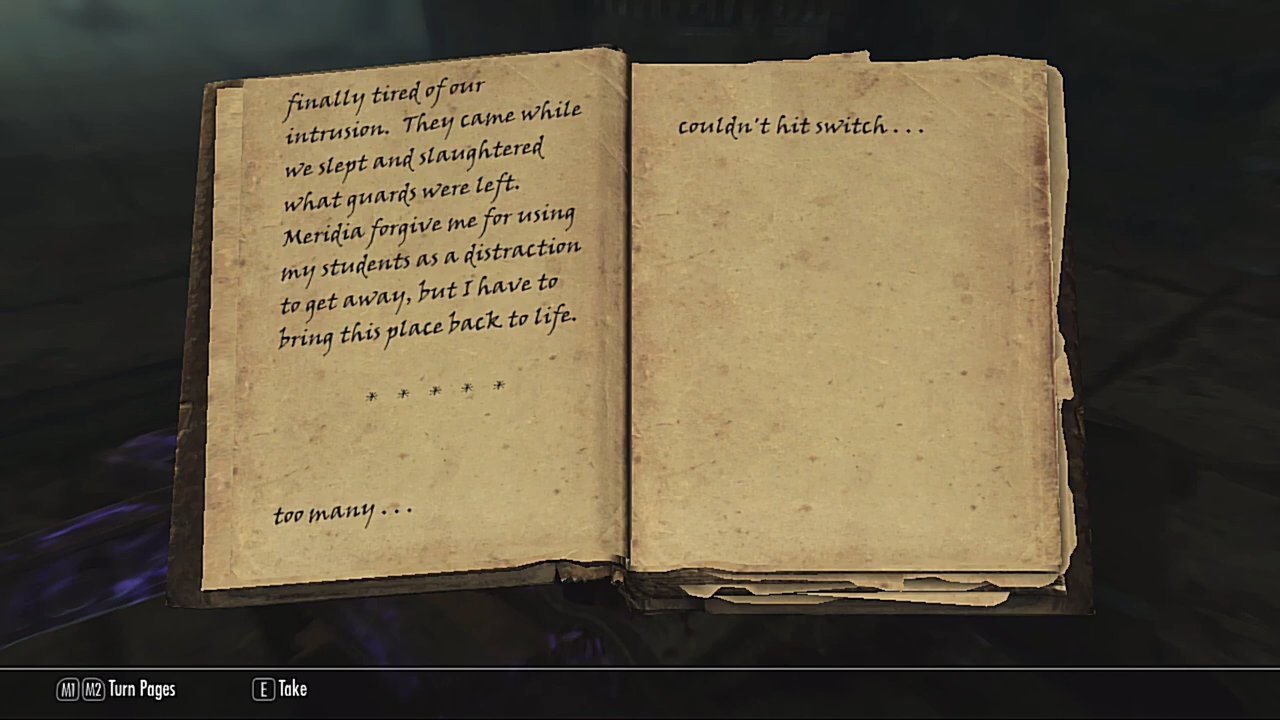 finally tired of our
intrusion. They came while
we slept and slaughtered
what guards were left.
Meridia forgive me for using
my students as a distraction
to get away, but I have to
bring this place back to life.
* * * * *
too many . . .
couldn't hit switch . . .
M1 M2 Turn Pages
E Take